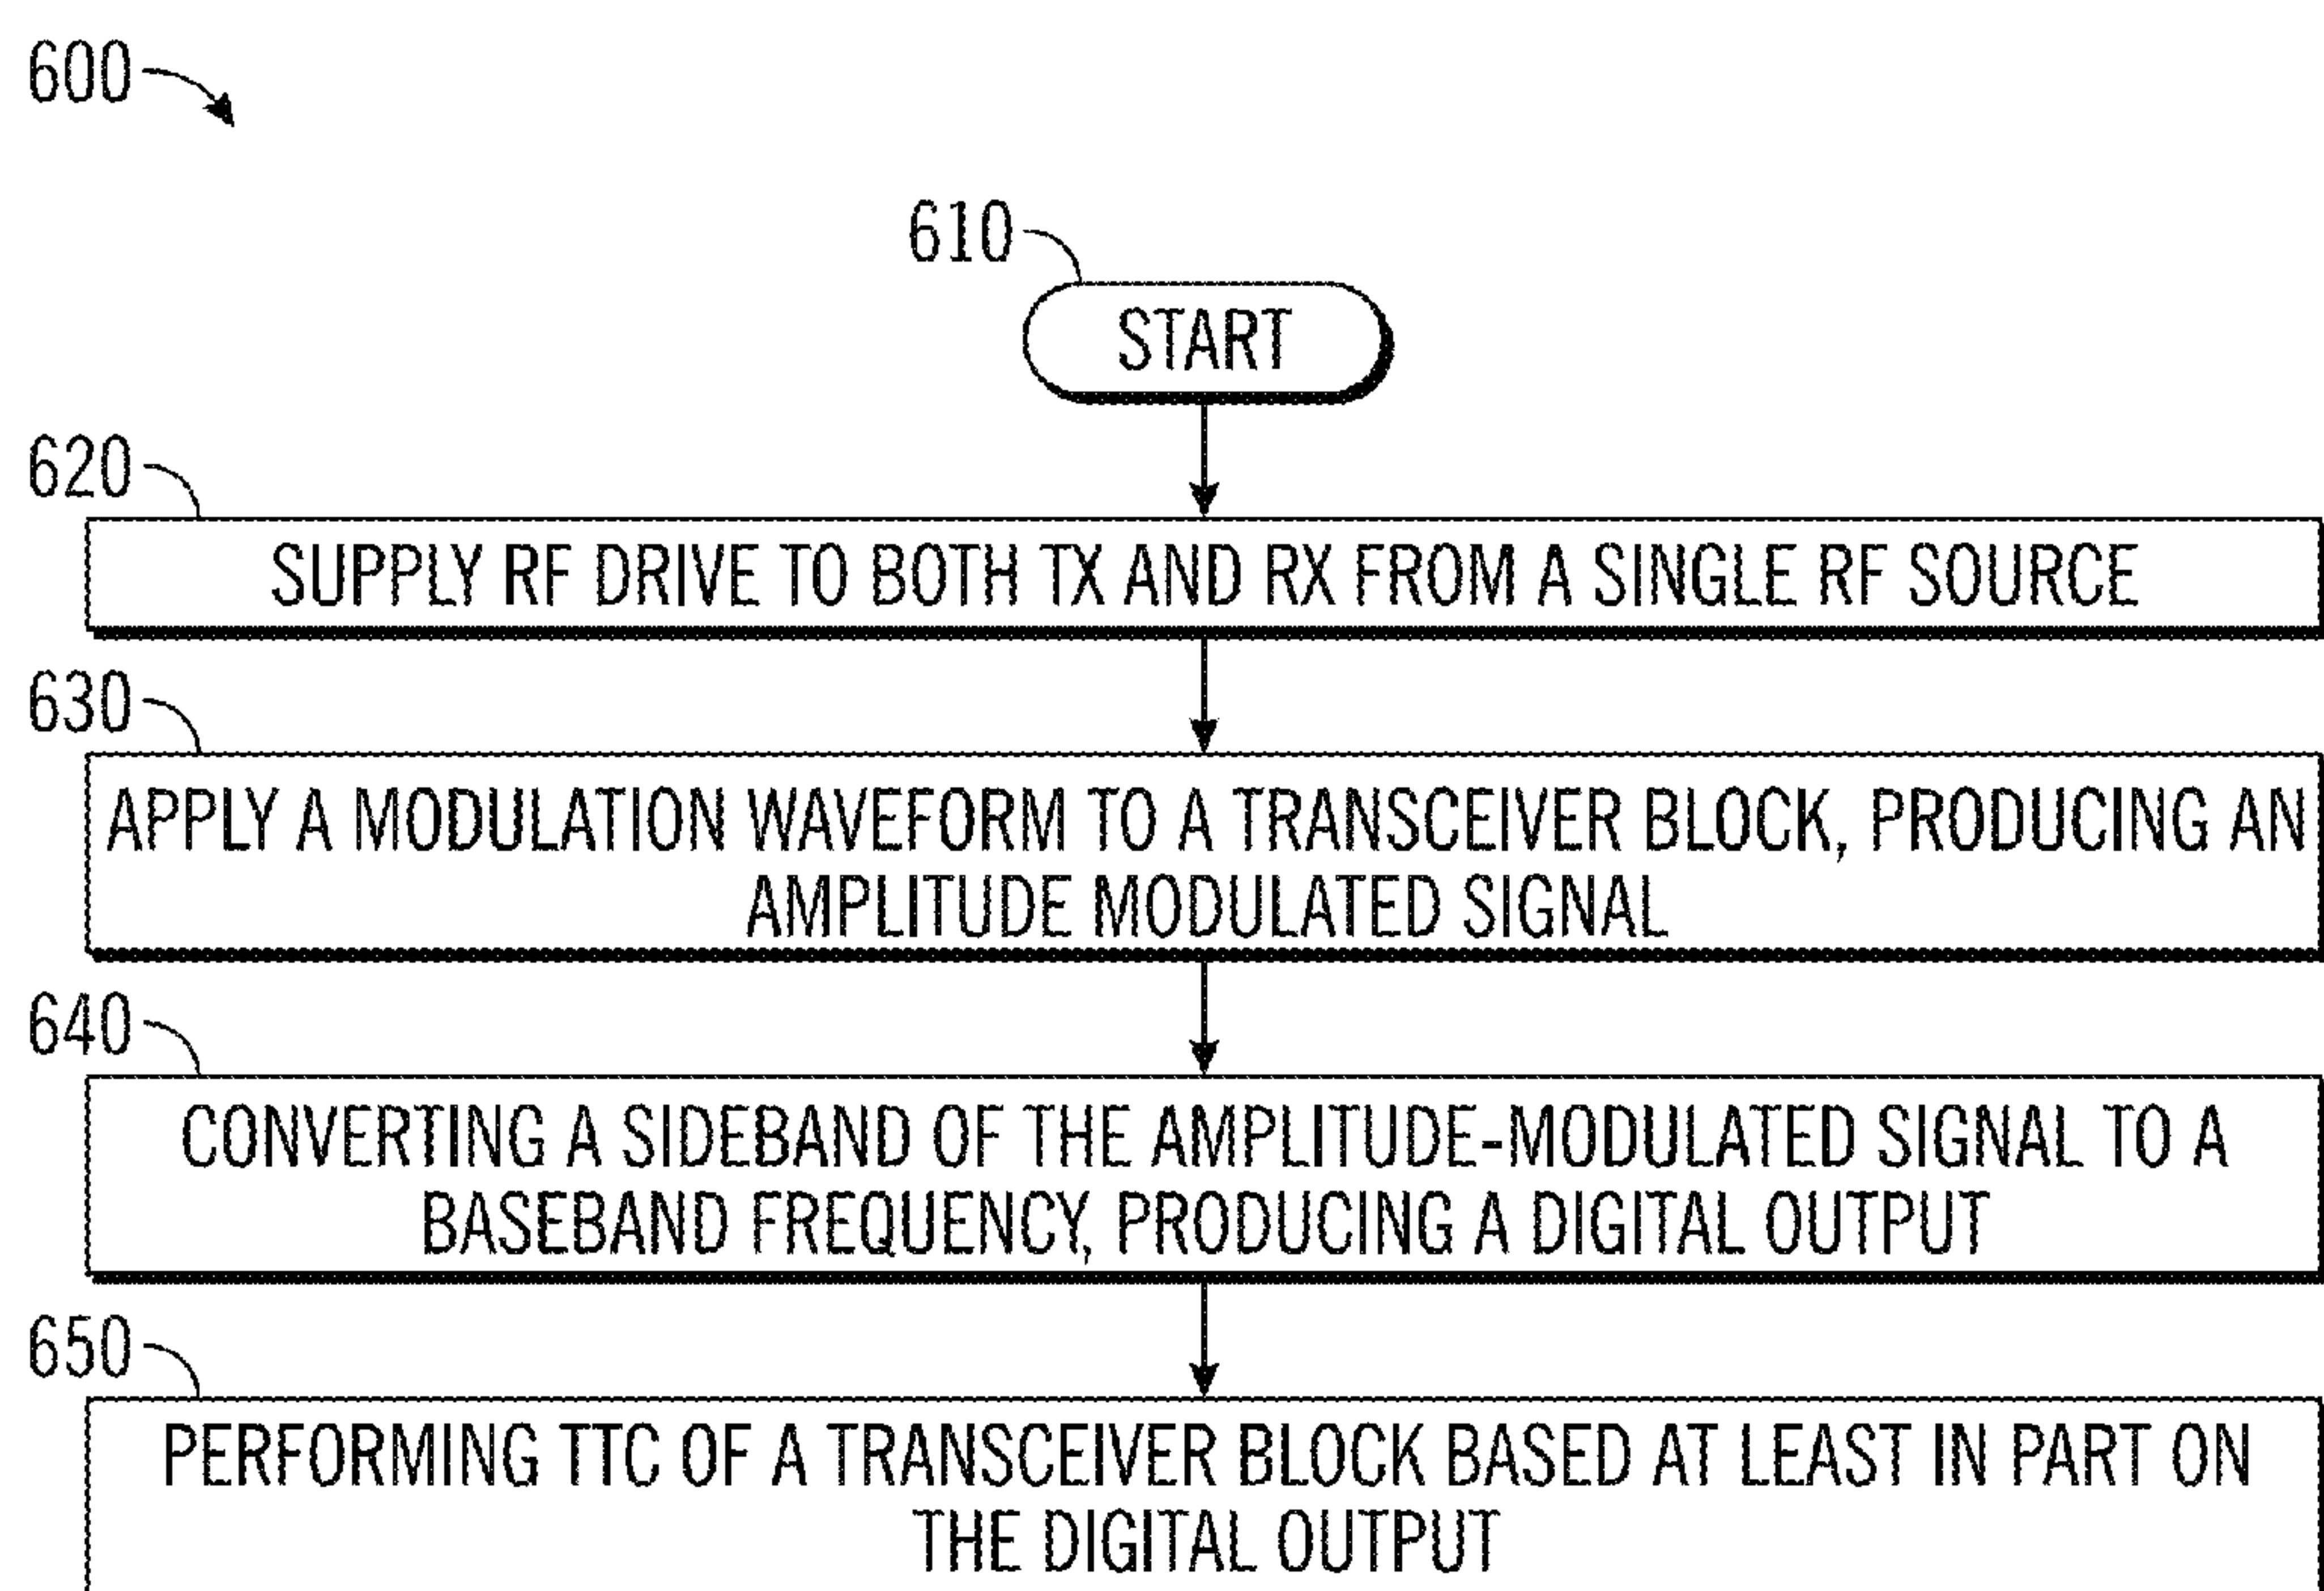 600
610
START
620
SUPPLY RF DRIVE TO BOTH TX AND RX FROM A SINGLE RF SOURCE
630
APPLY A MODULATION WAVEFORM TO A TRANSCEIVER BLOCK, PRODUCING AN
AMPLITUDE MODULATED SIGNAL
640
CONVERTING A SIDEBAND OF THE AMPLITUDE-MODULATED SIGNAL TO A
BASEBAND FREQUENCY, PRODUCING A DIGITAL OUTPUT
650
PERFORMING TTC OF A TRANSCEIVER BLOCK BASED AT LEAST IN PART ON
THE DIGITAL OUTPUT